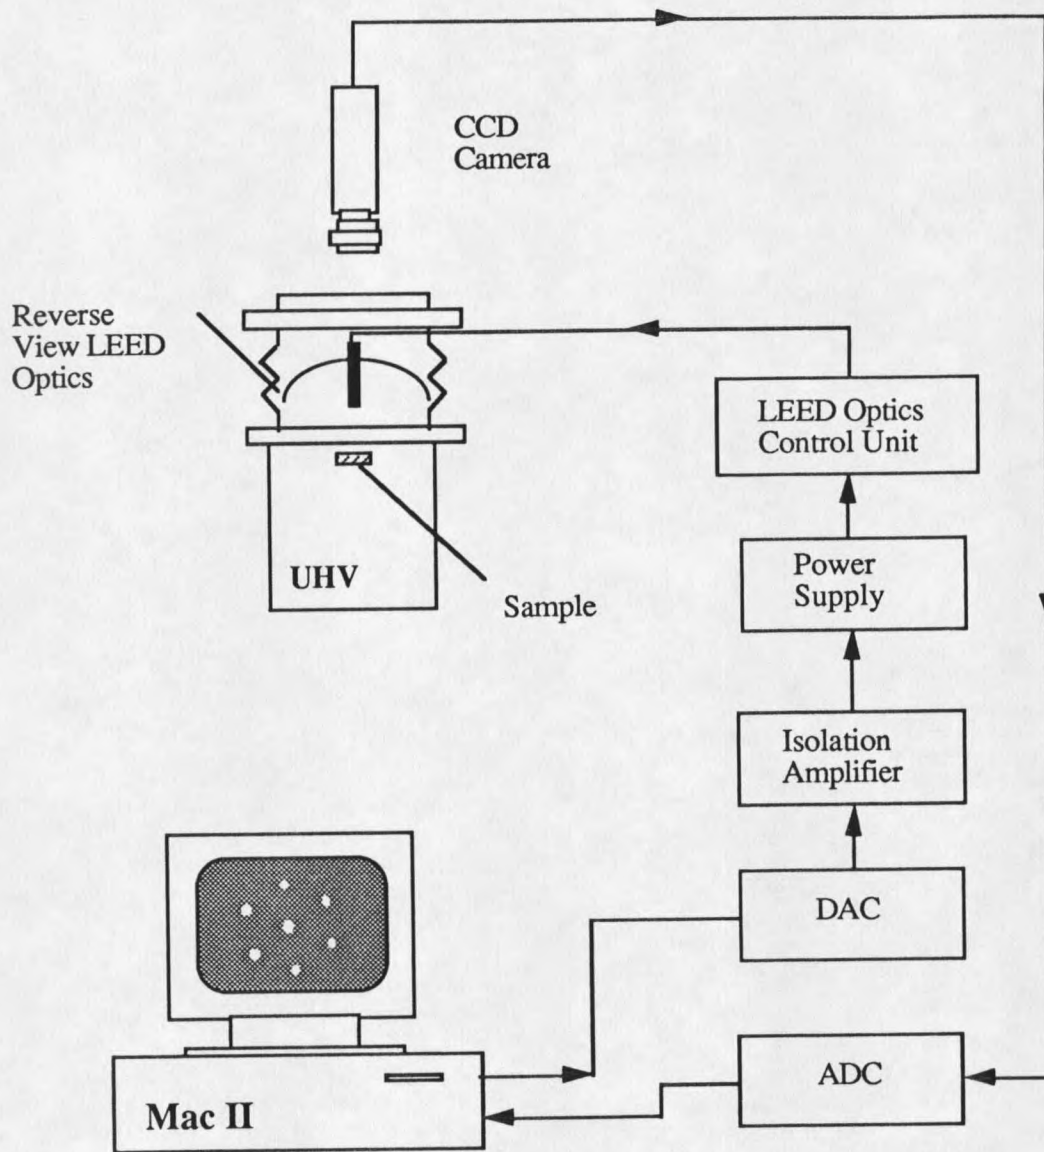 CCD
Camera
Reverse
View LEED
Optics
LEED Optics
Control Unit
Power
Supply
UHV
Sample
Isolation
Amplifier
DAC
ADC
Mac II